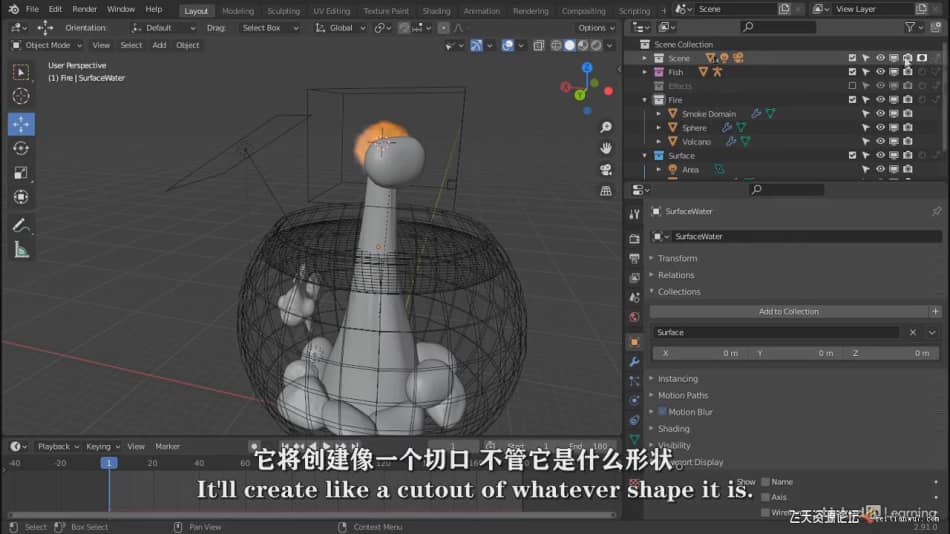 File Edit Render Window Help Layout Modeling Sculpting UV Editing Texture Paint Shading Animation Rendering Compositing Scripting Scene View Layer
Orientation: Default Drag: Select Box Global Options
Object Mode View Select Add Object
User Perspective
(1) Fire | SurfaceWater
Z
X
Y
Scene Collection
Scene
Fish
Effects
Fire
Smoke Domain
Sphere
Volcano
Surface
Area
SurfaceWater
SurfaceWater
Transform
Relations
Collections
Add to Collection
Surface
X 0 m Y 0 m Z 0 m
Instancing
Motion Paths
Motion Blur
Shading
Visibility
Viewport Display
Show Name
Axis
Playback Keying View Marker 1 Start 1 End 180
-40 -20 1 20 40 60 80
它将创建像一个切口 不管它是什么形状。
It'll create like a cutout of whatever shape it is.
Select Box Select Pan View Context Menu
Learning
2.91.0